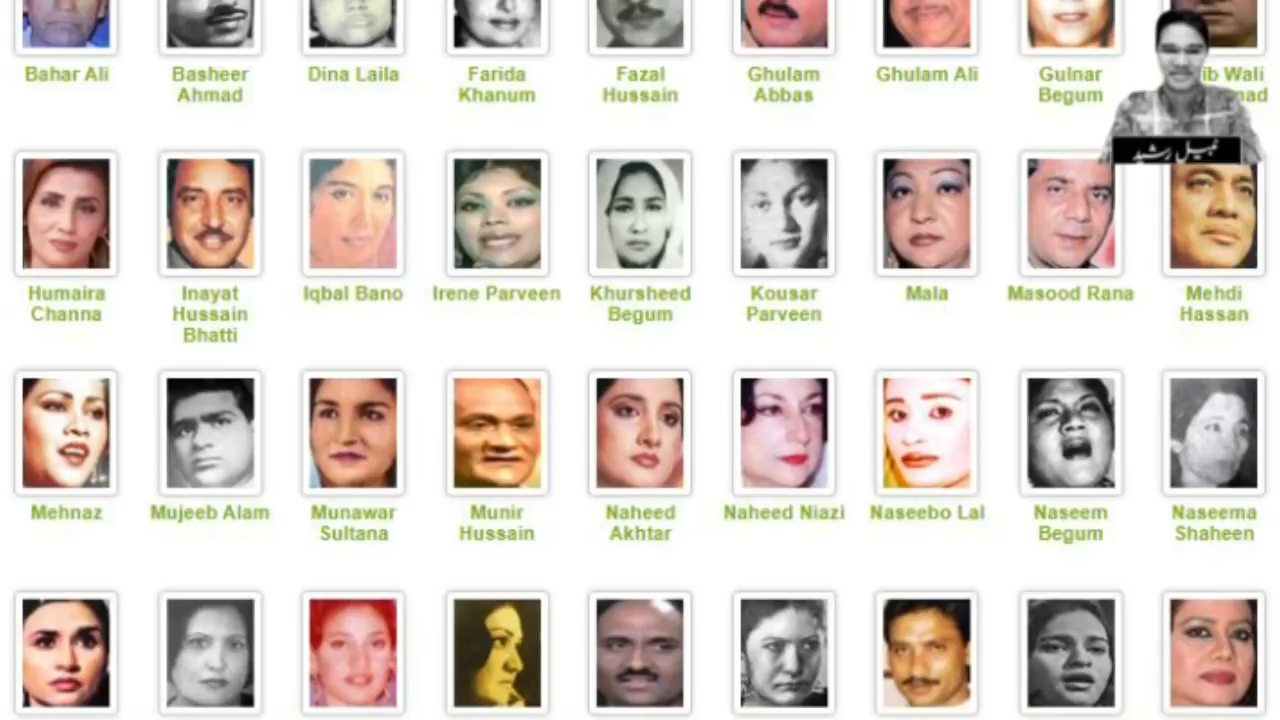 Bahar Ali
Basheer
Ahmad
Dina Laila
Farida
Khanum
Fazal
Hussain
Ghulam
Abbas
Ghulam Ali
Gulnar
Begum
Wali
Humaira
Channa
Inayat
Hussain
Bhatti
Iqbal Bano
Irene Parveen
Khursheed
Begum
Kousar
Parveen
Mala
Masood Rana
Mehdi
Hassan
Mehnaz
Mujeeb Alam
Munawar
Sultana
Munir
Hussain
Naheed
Akhtar
Naheed Niazi
Naseebo Lal
Naseem
Begum
Naseema
Shaheen